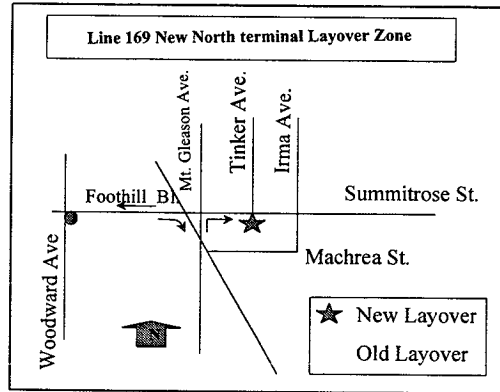 Line 169 New North terminal Layover Zone
Mt. Gleason Ave.
Tinker Ave.
Irma Ave.
Foothill Bl.
Summitrose St.
Machrea St.
Woodward Ave
N
New Layover
Old Layover